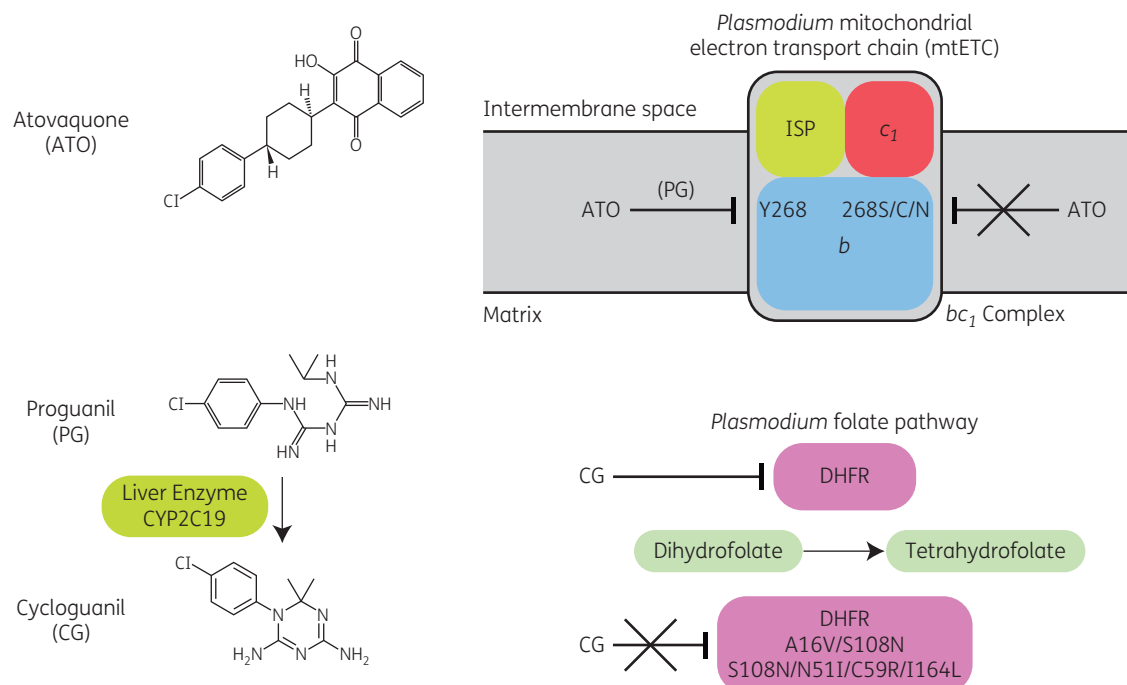 Atovaquone
(ATO)
HO
O
H
H
O
Cl
Plasmodium mitochondrial
electron transport chain (mtETC)
Intermembrane space
ISP
c1
ATO
(PG)
Y268
268S/C/N
b
ATO
Matrix
bc1 Complex
Proguanil
(PG)
Cl
NH
H
N
NH
NH
N
H
Liver Enzyme
CYP2C19
Cycloguanil
(CG)
Cl
N
N
H2N
N
NH2
Plasmodium folate pathway
CG
DHFR
Dihydrofolate
Tetrahydrofolate
CG
DHFR
A16V/S108N
S108N/N51I/C59R/I164L